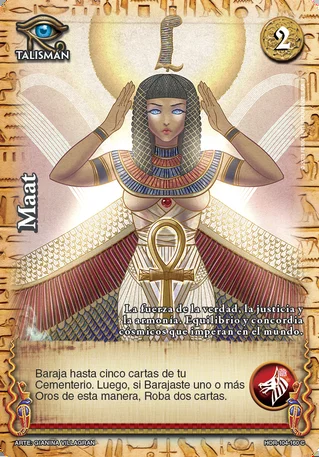 TALISMÁN
2
Maat
La fuerza de la verdad, la justicia y
la armonía. Equilibrio y concordia
cósmicos que imperan en el mundo.
Baraja hasta cinco cartas de tu
Cementerio. Luego, si Barajaste uno o más
Oros de esta manera, Roba dos cartas.
ARTE: GIANINA VILLAGRAN